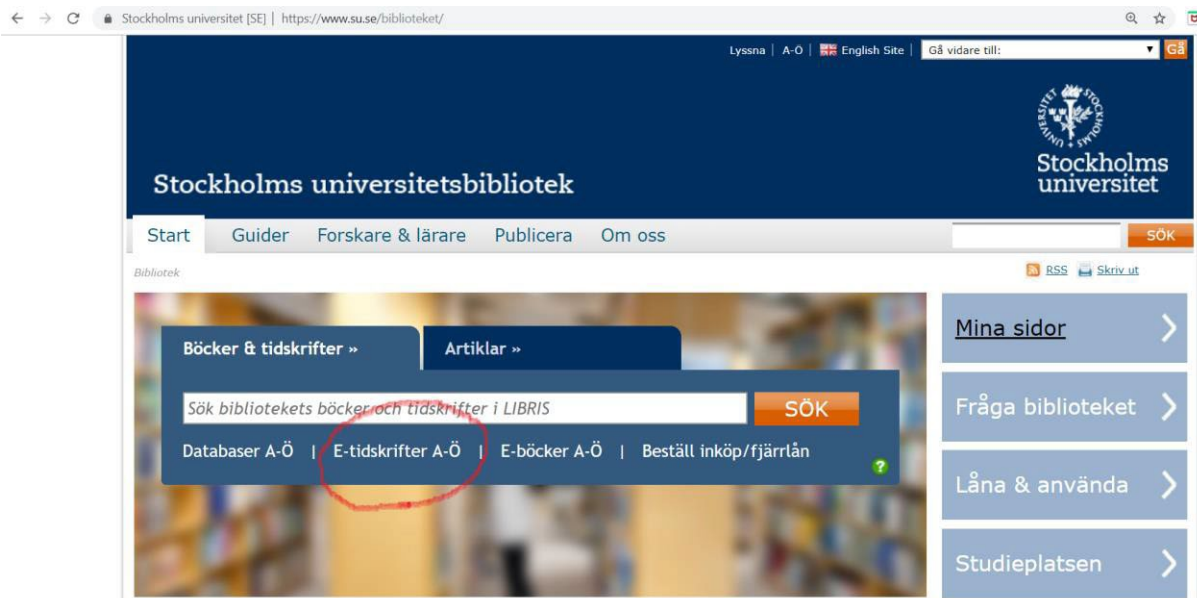 Stockholms universitet [SE] | https://www.su.se/biblioteket/
Lyssna | A-Ö | English Site | Gå vidare till: Gå
STOCKHOLMS UNIVERSITET
Stockholms universitetsbibliotek
Stockholms
universitet
Start Guider Forskare & lärare Publicera Om oss SÖK
Bibliotek RSS Skriv ut
Böcker & tidskrifter » Artiklar »
Mina sidor
Sök bibliotekets böcker och tidskrifter i LIBRIS SÖK
Fråga biblioteket
Databaser A-Ö | E-tidskrifter A-Ö | E-böcker A-Ö | Beställ inköp/fjärrlån
?
Låna & använda
Studieplatsen